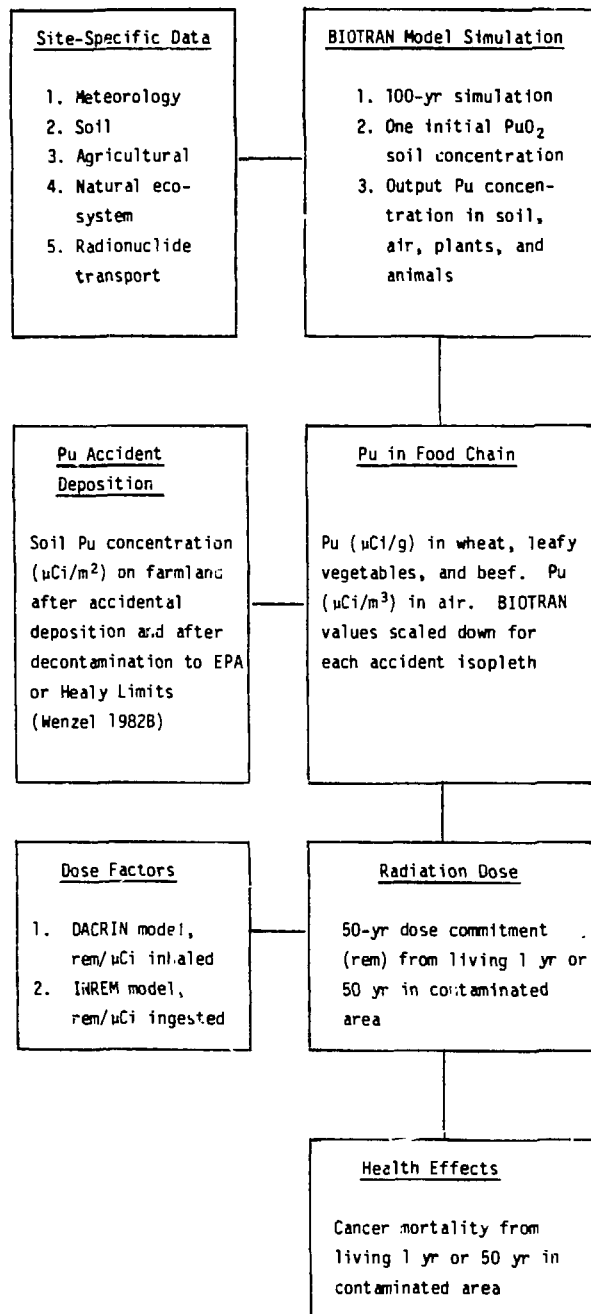 Site-Specific Data
1. Meteorology
2. Soil
3. Agricultural
4. Natural eco-
system
5. Radionuclide
transport
BIOTRAN Model Simulation
1. 100-yr simulation
2. One initial PuO₂
soil concentration
3. Output Pu concen-
tration in soil,
air, plants, and
animals
Pu Accident
Deposition
Soil Pu concentration
(µCi/m²) on farmland
after accidental
deposition and after
decontamination to EPA
or Healy Limits
(Wenzel 1982B)
Pu in Food Chain
Pu (µCi/g) in wheat, leafy
vegetables, and beef. Pu
(µCi/m³) in air. BIOTRAN
values scaled down for
each accident isopleth
Dose Factors
1. DACRIN model,
rem/µCi inhaled
2. INREM model,
rem/µCi ingested
Radiation Dose
50-yr dose commitment
(rem) from living 1 yr or
50 yr in contaminated
area
Health Effects
Cancer mortality from
living 1 yr or 50 yr in
contaminated area